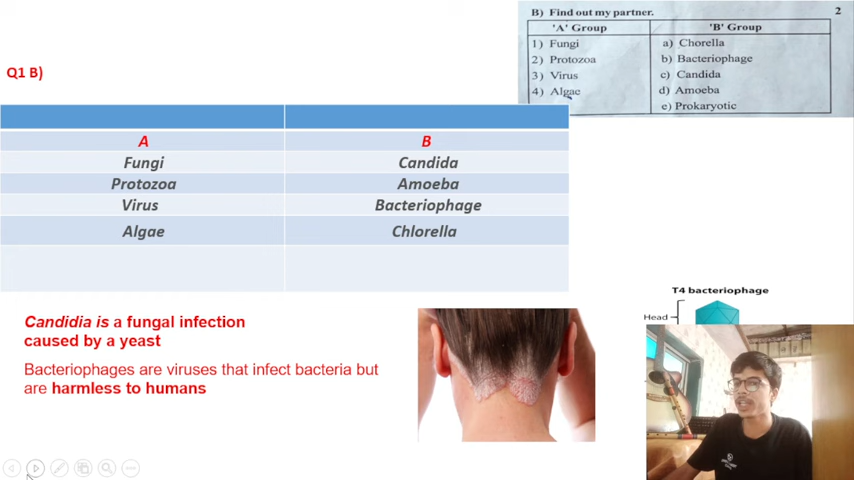 B) Find out my partner. 2
'A' Group 'B' Group
1) Fungi a) Chorella
2) Protozoa b) Bacteriophage
3) Virus c) Candida
4) Algae d) Amoeba
e) Prokaryotic
Q1 B)
A B
Fungi Candida
Protozoa Amoeba
Virus Bacteriophage
Algae Chlorella
Candidia is a fungal infection
caused by a yeast
Bacteriophages are viruses that infect bacteria but
are harmless to humans
T4 bacteriophage
Head